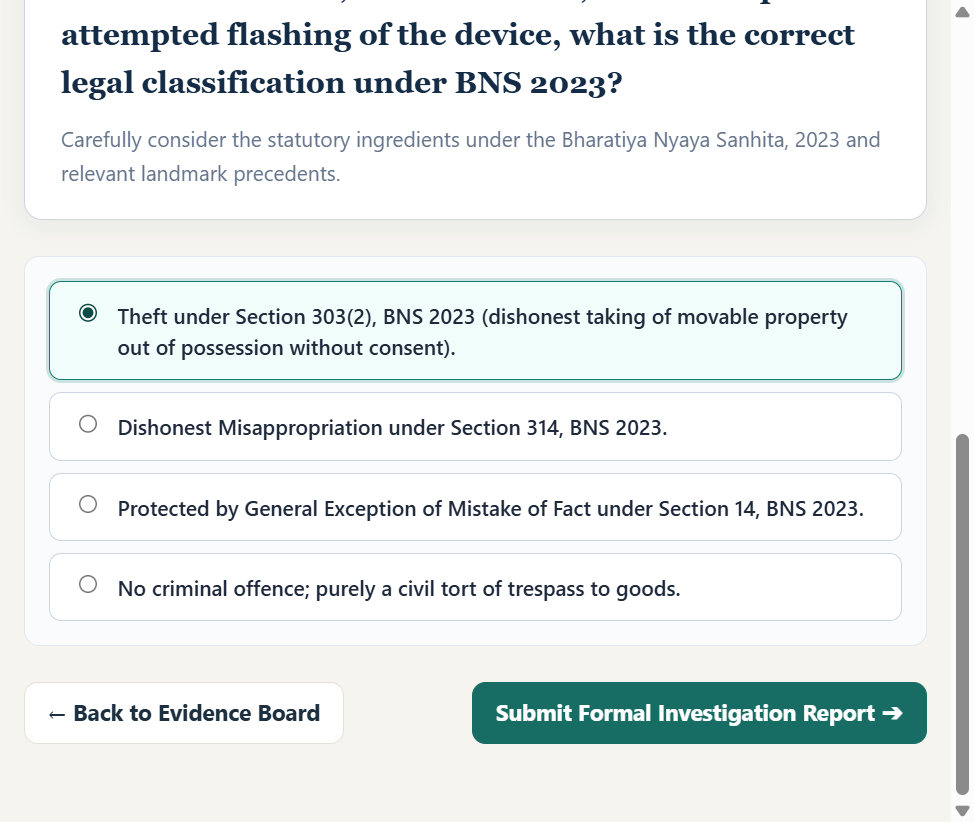 attempted flashing of the device, what is the correct
legal classification under BNS 2023?
Carefully consider the statutory ingredients under the Bharatiya Nyaya Sanhita, 2023 and
relevant landmark precedents.
Theft under Section 303(2), BNS 2023 (dishonest taking of movable property
out of possession without consent).
Dishonest Misappropriation under Section 314, BNS 2023.
Protected by General Exception of Mistake of Fact under Section 14, BNS 2023.
No criminal offence; purely a civil tort of trespass to goods.
← Back to Evidence Board
Submit Formal Investigation Report ➔